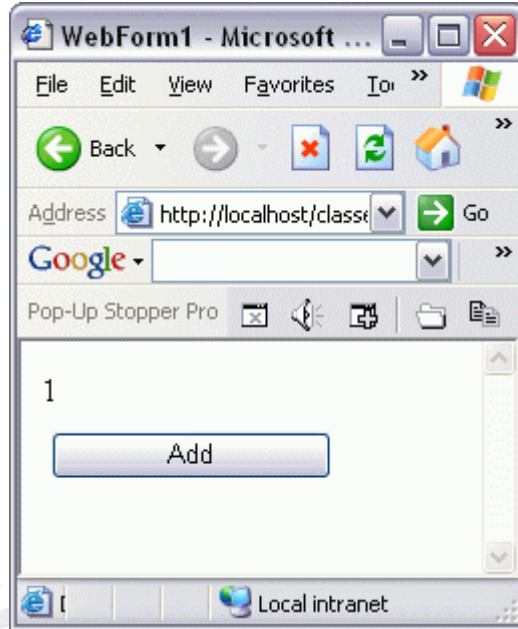 WebForm1 - Microsoft ...
File Edit View Favorites To »
Back »
Address http://localhost/classe Go
Google »
Pop-Up Stopper Pro
1
Add
Local intranet